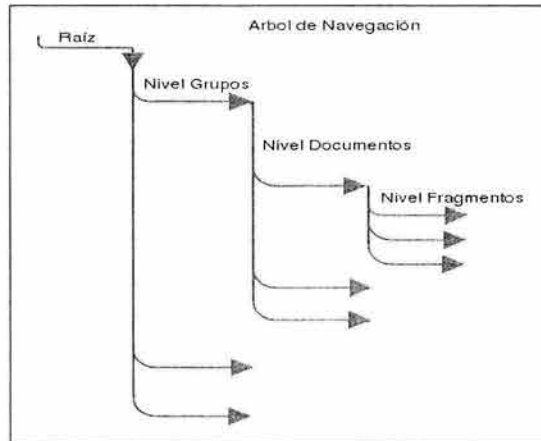 Arbol de Navegación
Raíz
Nivel Grupos
Nivel Documentos
Nivel Fragmentos